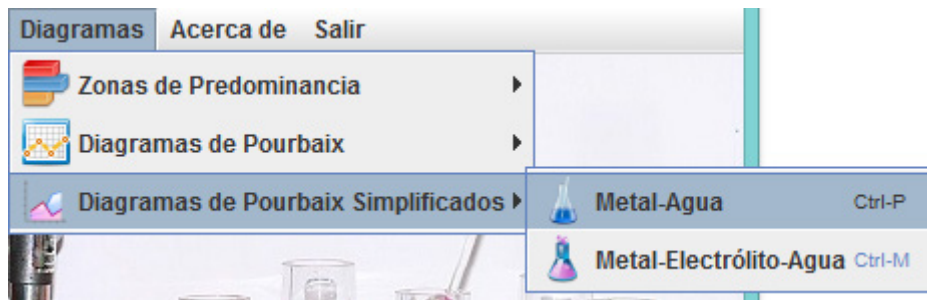 Diagramas Acerca de Salir
Zonas de Predominancia
Diagramas de Pourbaix
Diagramas de Pourbaix Simplificados
Metal-Agua Ctrl-P
Metal-Electrólito-Agua Ctrl-M